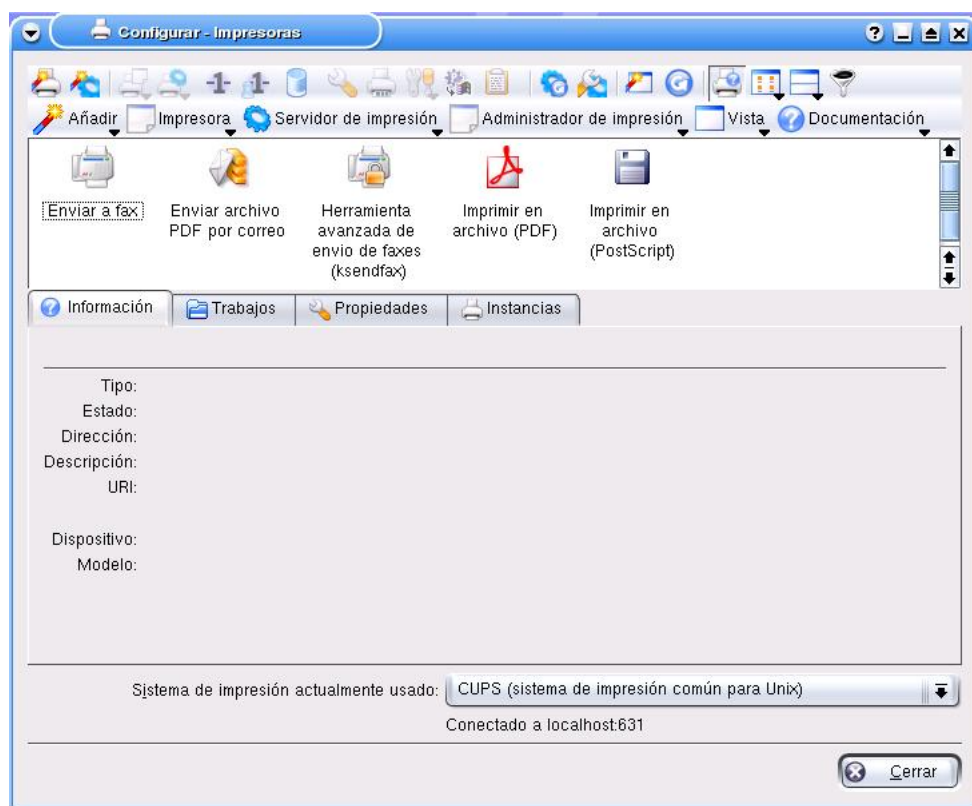 Configurar - Impresoras
Añadir Impresora Servidor de impresión Administrador de impresión Vista Documentación
Enviar a fax
Enviar archivo PDF por correo
Herramienta avanzada de envio de faxes (ksendfax)
Imprimir en archivo (PDF)
Imprimir en archivo (PostScript)
Información Trabajos Propiedades Instancias
Tipo:
Estado:
Dirección:
Descripción:
URI:
Dispositivo:
Modelo:
Sistema de impresión actualmente usado: CUPS (sistema de impresión común para Unix)
Conectado a localhost:631
Cerrar